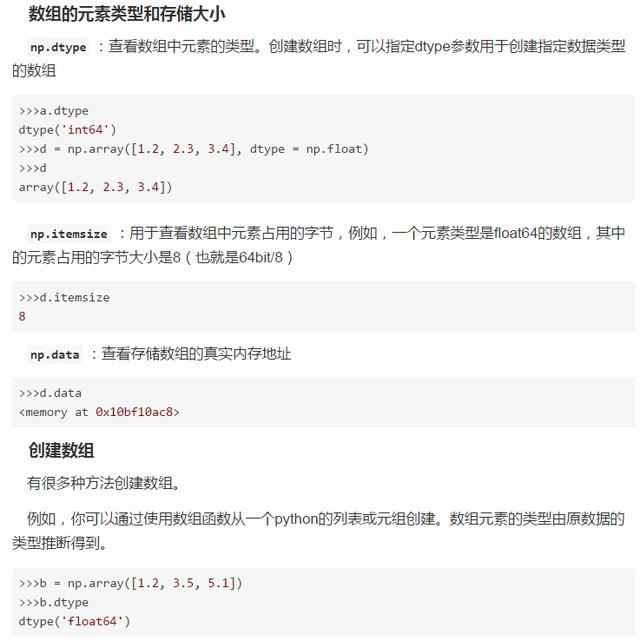 数组的元素类型和存储大小
np.dtype ：查看数组中元素的类型。创建数组时，可以指定dtype参数用于创建指定数据类型
的数组
>>>a.dtype
dtype('int64')
>>>d = np.array([1.2, 2.3, 3.4], dtype = np.float)
>>>d
array([1.2, 2.3, 3.4])
np.itemsize ：用于查看数组中元素占用的字节，例如，一个元素类型是float64的数组，其中
的元素占用的字节大小是8（也就是64bit/8）
>>>d.itemsize
8
np.data ：查看存储数组的真实内存地址
>>>d.data
<memory at 0x10bf10ac8>
创建数组
有很多种方法创建数组。
例如，你可以通过使用数组函数从一个python的列表或元组创建。数组元素的类型由原数据的
类型推断得到。
>>>b = np.array([1.2, 3.5, 5.1])
>>>b.dtype
dtype('float64')